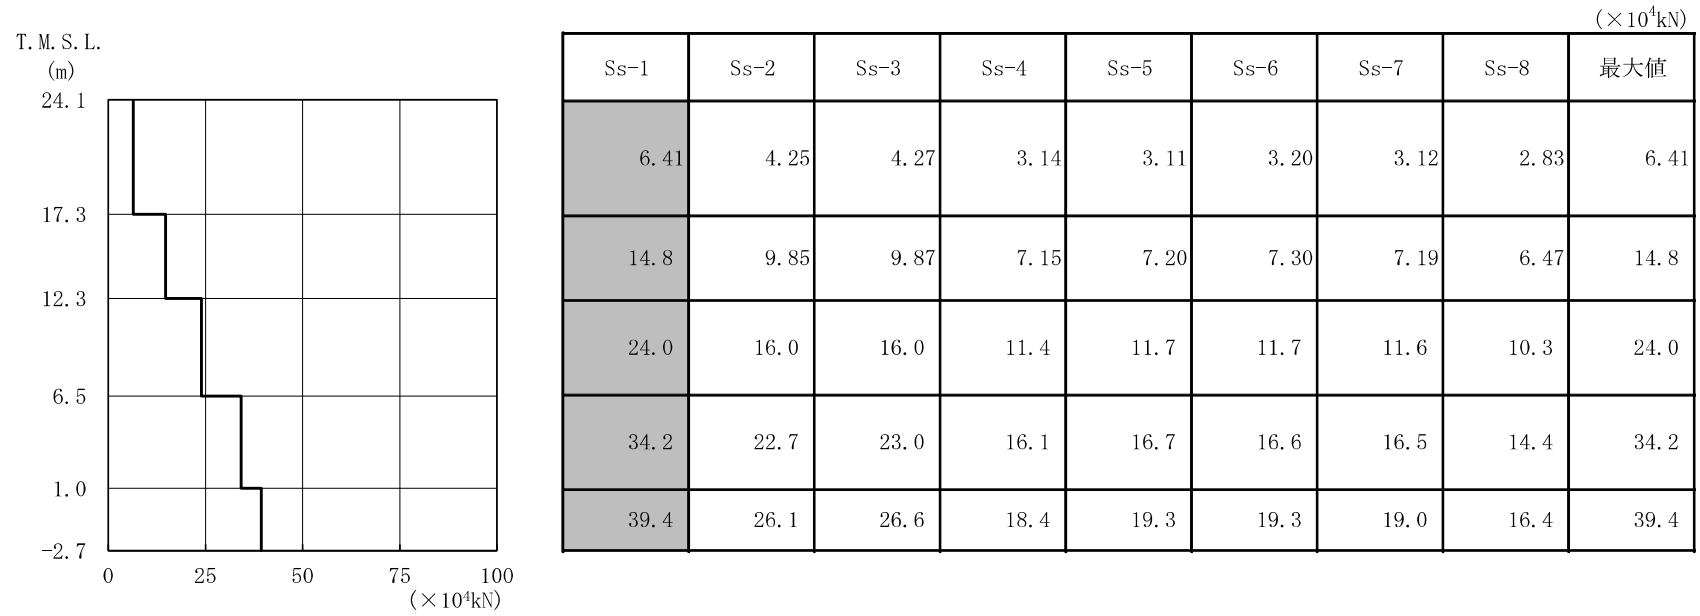 T.M.S.L.
(m)
24.1
17.3
12.3
6.5
1.0
-2.7
0 25 50 75 100
(×10⁴kN)
(×10⁴kN)
Ss-1 Ss-2 Ss-3 Ss-4 Ss-5 Ss-6 Ss-7 Ss-8 最大値
6.41 4.25 4.27 3.14 3.11 3.20 3.12 2.83 6.41
14.8 9.85 9.87 7.15 7.20 7.30 7.19 6.47 14.8
24.0 16.0 16.0 11.4 11.7 11.7 11.6 10.3 24.0
34.2 22.7 23.0 16.1 16.7 16.6 16.5 14.4 34.2
39.4 26.1 26.6 18.4 19.3 19.3 19.0 16.4 39.4